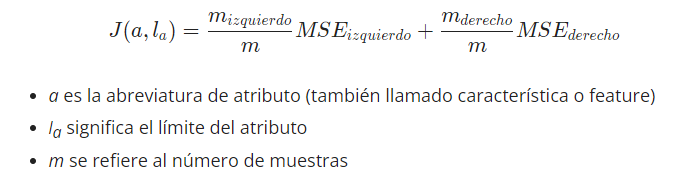 J(a, l_a) = \frac{m_{izquierdo}}{m} MSE_{izquierdo} + \frac{m_{derecho}}{m} MSE_{derecho}
• a es la abreviatura de atributo (también llamado característica o feature)
• l_a significa el límite del atributo
• m se refiere al número de muestras